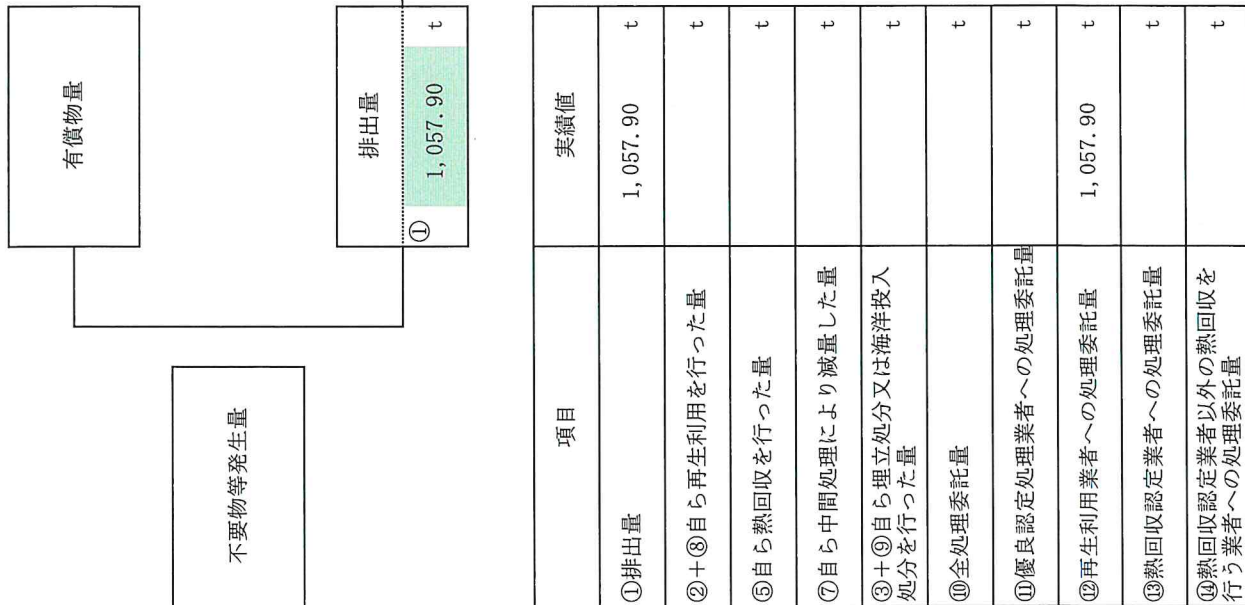 有償物量
不要物等発生量
排出量
① 1,057.90 t
項目 実績値
①排出量 1,057.90 t
②+⑧自ら再生利用を行った量 t
⑤自ら熱回収を行った量 t
⑦自ら中間処理により減量した量 t
③+⑨自ら埋立処分又は海洋投入
処分を行った量 t
⑩全処理委託量 t
⑪優良認定処理業者への処理委託量 t
⑫再生利用業者への処理委託量 1,057.90 t
⑬熱回収認定業者への処理委託量 t
⑭熱回収認定業者以外の熱回収を
行う業者への処理委託量 t